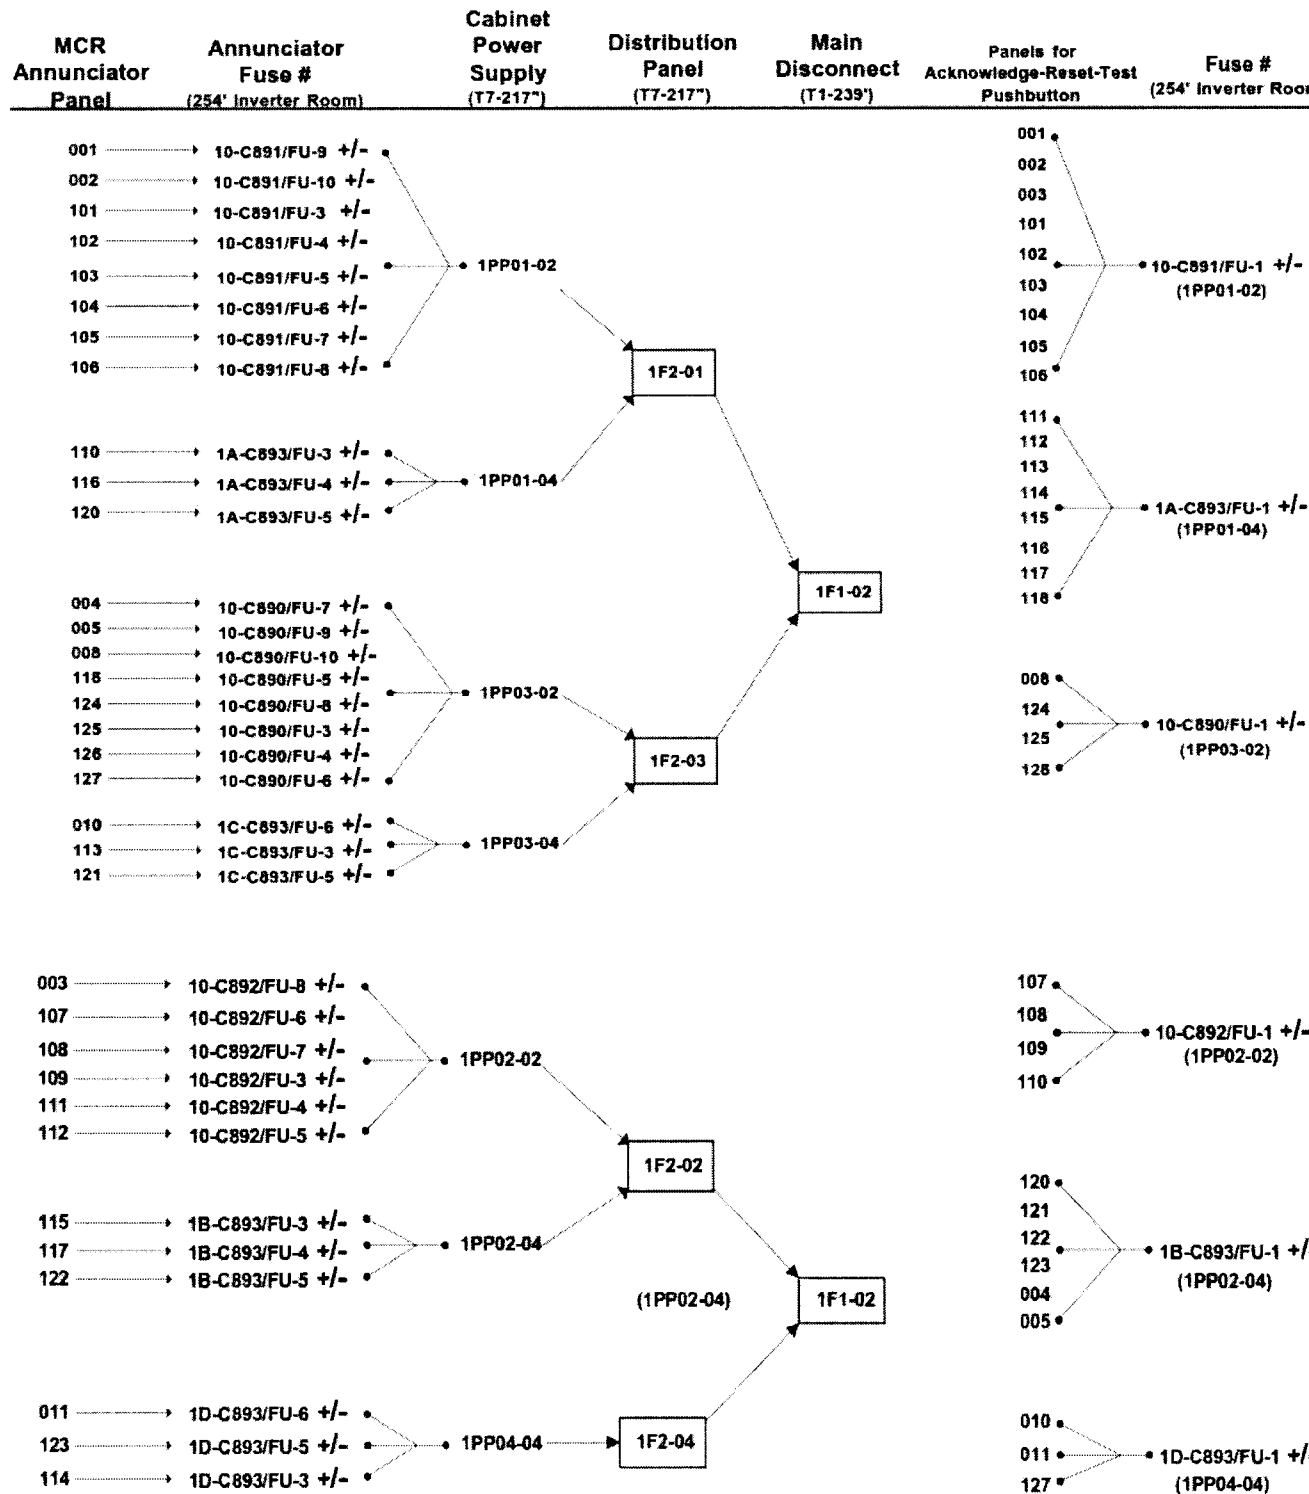 MCR Annunciator Panel
Annunciator Fuse # (254' Inverter Room)
Cabinet Power Supply (T7-217")
Distribution Panel (T7-217")
Main Disconnect (T1-239')
Panels for Acknowledge-Reset-Test Pushbutton
Fuse # (254' Inverter Room
001 10-C891/FU-9 +/-
002 10-C891/FU-10 +/-
101 10-C891/FU-3 +/-
102 10-C891/FU-4 +/-
103 10-C891/FU-5 +/-
104 10-C891/FU-6 +/-
105 10-C891/FU-7 +/-
106 10-C891/FU-8 +/-
1PP01-02
1F2-01
110 1A-C893/FU-3 +/-
116 1A-C893/FU-4 +/-
120 1A-C893/FU-5 +/-
1PP01-04
1F1-02
004 10-C890/FU-7 +/-
005 10-C890/FU-9 +/-
008 10-C890/FU-10 +/-
118 10-C890/FU-5 +/-
124 10-C890/FU-8 +/-
125 10-C890/FU-3 +/-
126 10-C890/FU-4 +/-
127 10-C890/FU-6 +/-
1PP03-02
1F2-03
010 1C-C893/FU-6 +/-
113 1C-C893/FU-3 +/-
121 1C-C893/FU-5 +/-
1PP03-04
001
002
003
101
102
103
104
105
106
10-C891/FU-1 +/-
(1PP01-02)
111
112
113
114
115
116
117
118
1A-C893/FU-1 +/-
(1PP01-04)
008
124
125
126
10-C890/FU-1 +/-
(1PP03-02)
003 10-C892/FU-8 +/-
107 10-C892/FU-6 +/-
108 10-C892/FU-7 +/-
109 10-C892/FU-3 +/-
111 10-C892/FU-4 +/-
112 10-C892/FU-5 +/-
1PP02-02
1F2-02
115 1B-C893/FU-3 +/-
117 1B-C893/FU-4 +/-
122 1B-C893/FU-5 +/-
1PP02-04
(1PP02-04)
1F1-02
011 1D-C893/FU-6 +/-
123 1D-C893/FU-5 +/-
114 1D-C893/FU-3 +/-
1PP04-04
1F2-04
107
108
109
110
10-C892/FU-1 +/-
(1PP02-02)
120
121
122
123
004
005
1B-C893/FU-1 +/
(1PP02-04)
010
011
127
1D-C893/FU-1 +/
(1PP04-04)